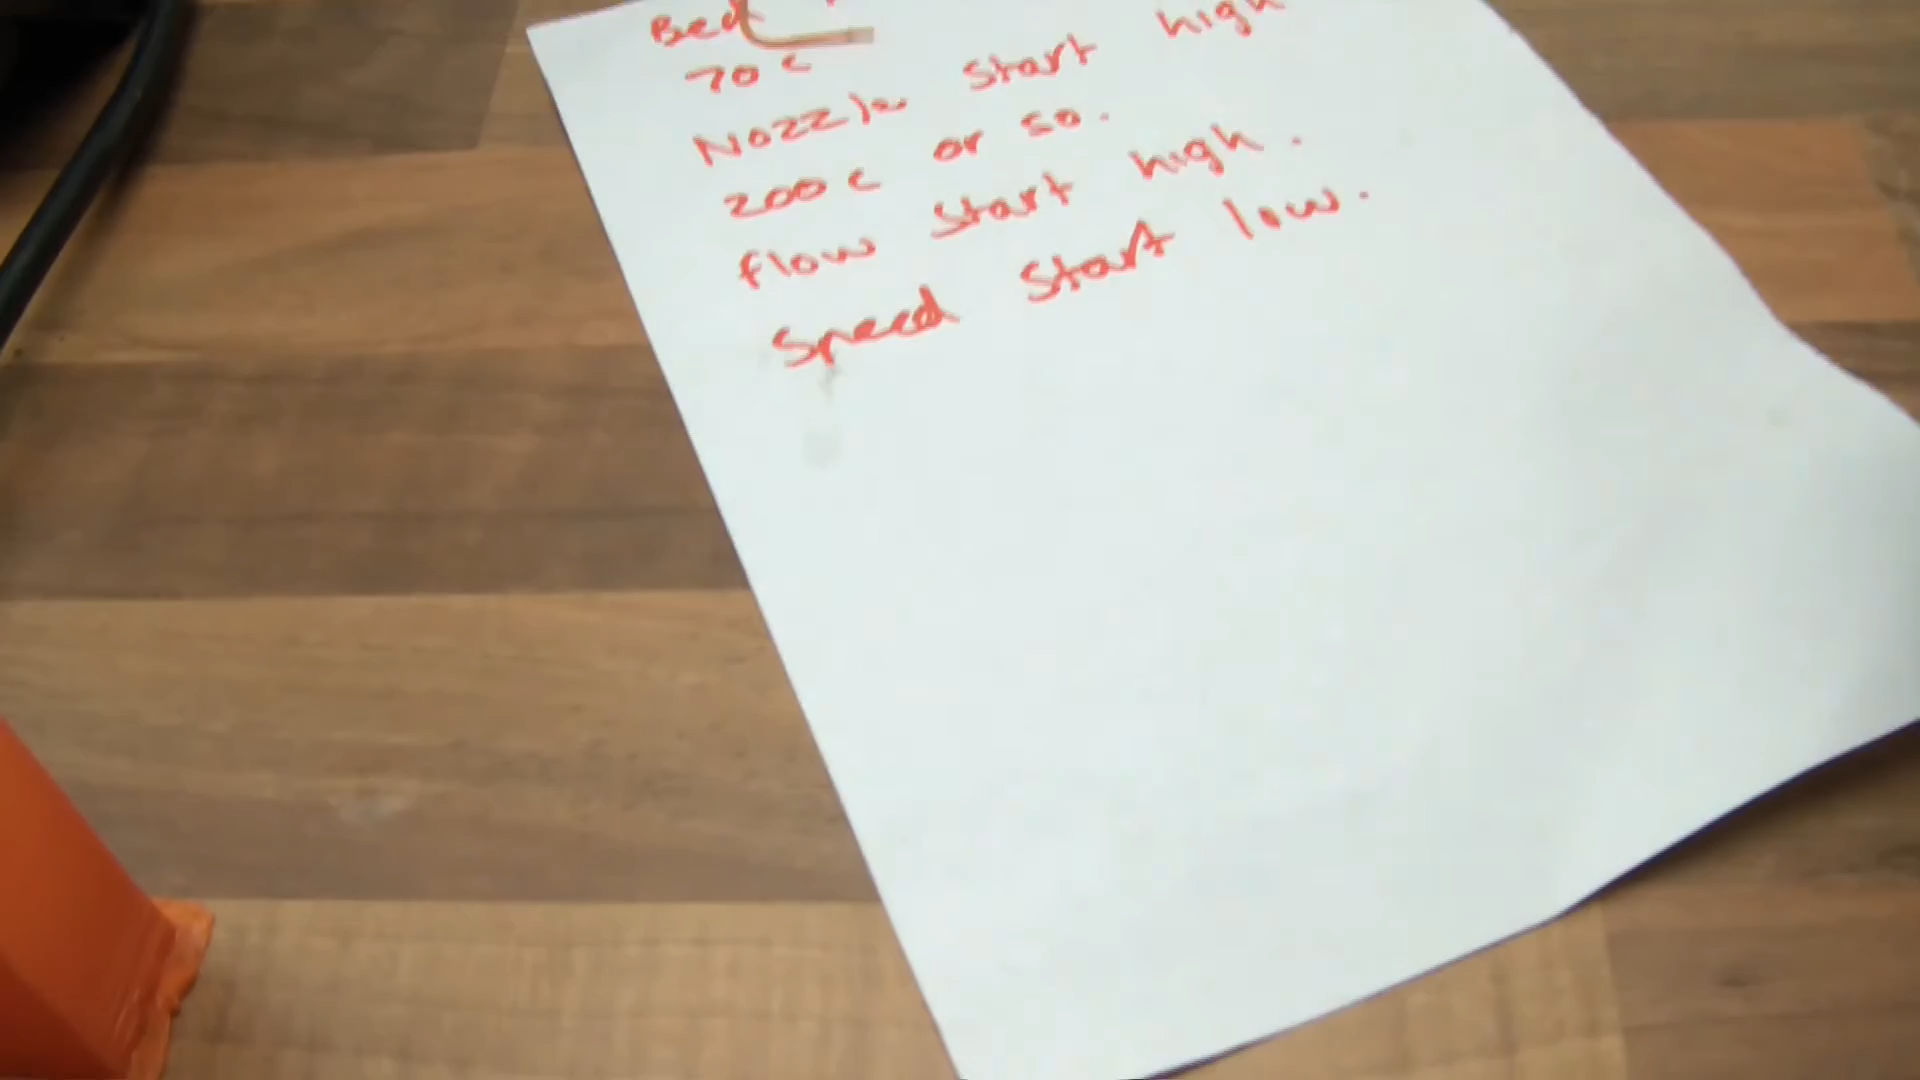 Bed
70c
Nozzle start high
200c or so.
flow start high.
Speed start low.